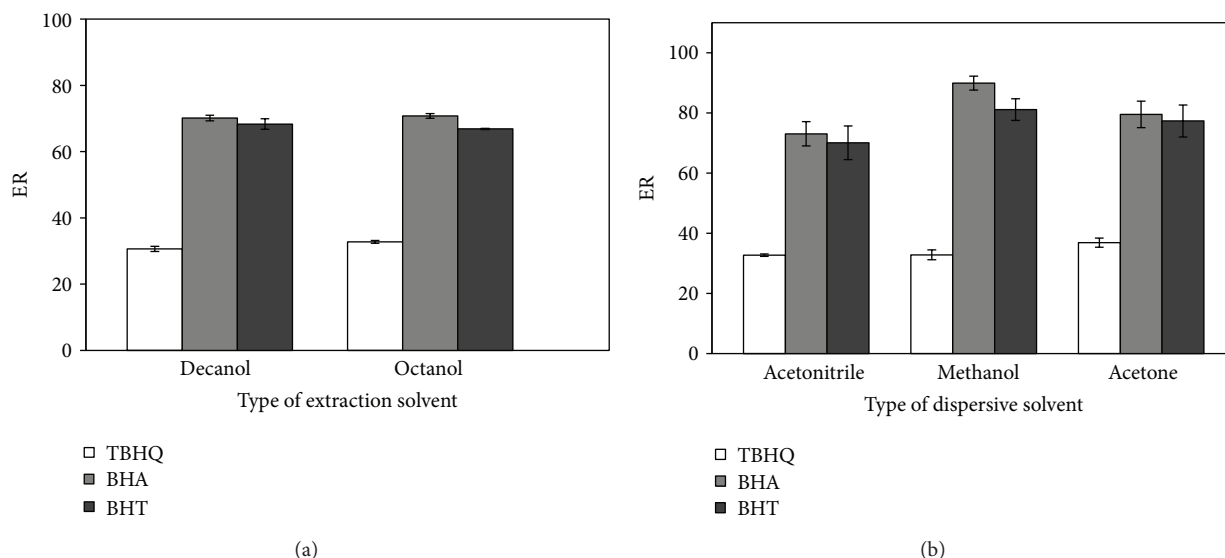 100
80
60
40
20
0
ER
Decanol
Octanol
Type of extraction solvent
TBHQ
BHA
BHT
(a)
100
80
60
40
20
0
ER
Acetonitrile
Methanol
Acetone
Type of dispersive solvent
TBHQ
BHA
BHT
(b)